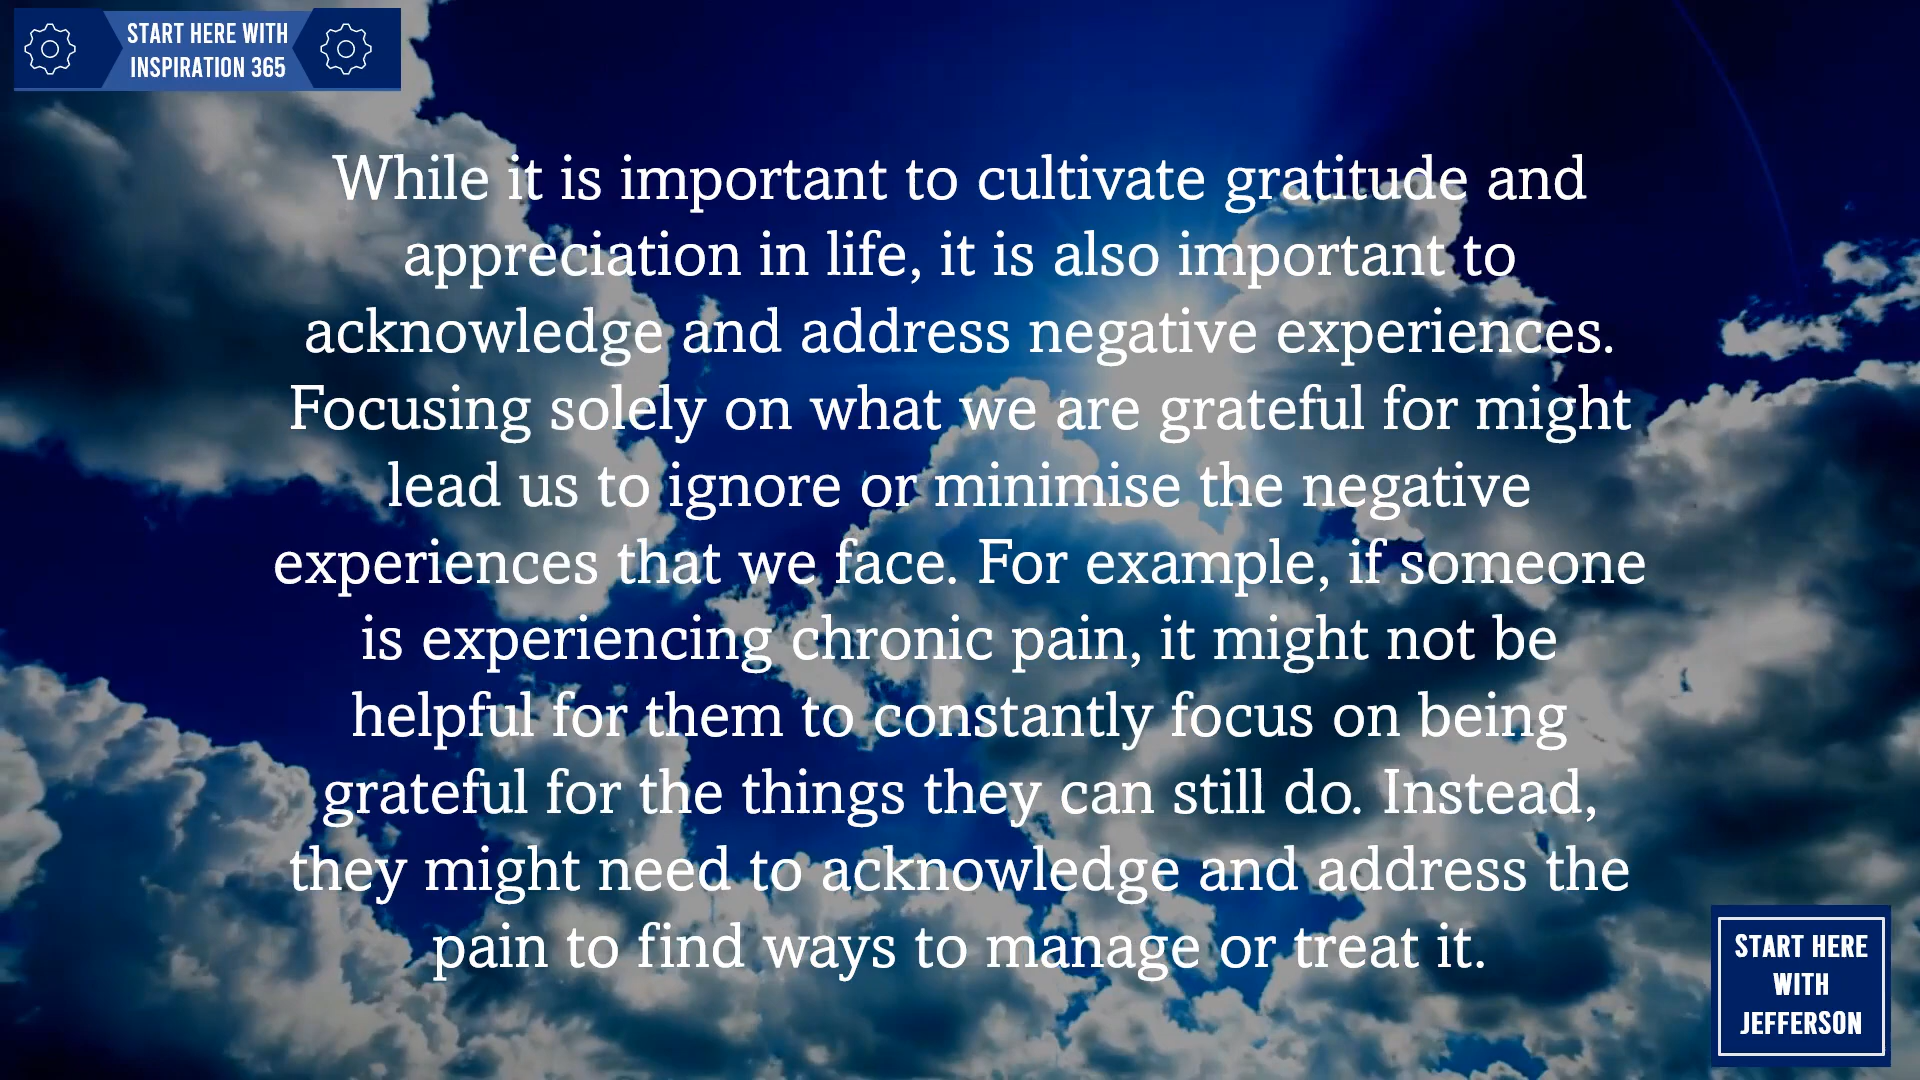 START HERE WITH
INSPIRATION 365
While it is important to cultivate gratitude and
appreciation in life, it is also important to
acknowledge and address negative experiences.
Focusing solely on what we are grateful for might
lead us to ignore or minimise the negative
experiences that we face. For example, if someone
is experiencing chronic pain, it might not be
helpful for them to constantly focus on being
grateful for the things they can still do. Instead,
they might need to acknowledge and address the
pain to find ways to manage or treat it.
START HERE
WITH
JEFFERSON